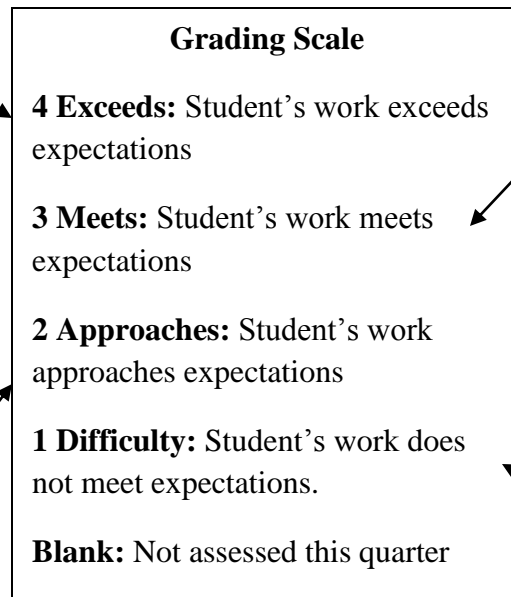 Grading Scale
4 Exceeds: Student’s work exceeds
expectations
3 Meets: Student’s work meets
expectations
2 Approaches: Student’s work
approaches expectations
1 Difficulty: Student’s work does
not meet expectations.
Blank: Not assessed this quarter